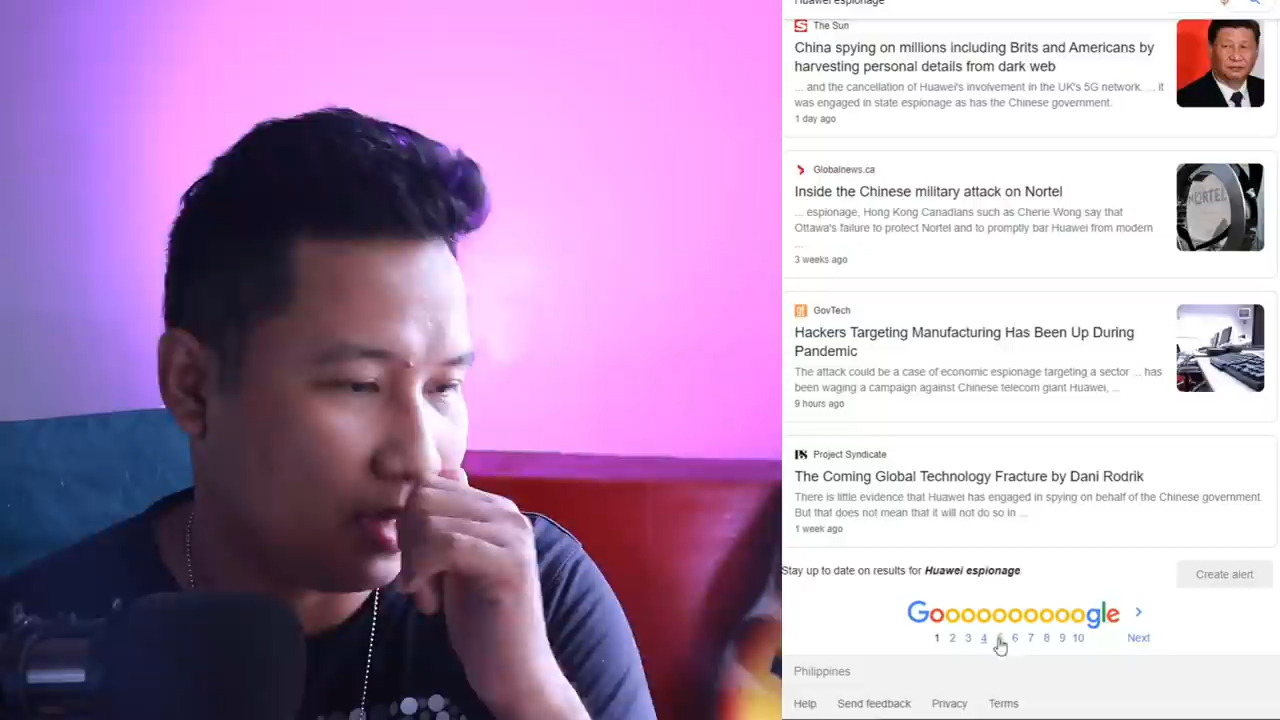 Huawei espionage
The Sun
China spying on millions including Brits and Americans by
harvesting personal details from dark web
... and the cancellation of Huawei's involvement in the UK's 5G network. ... it
was engaged in state espionage as has the Chinese government.
1 day ago
Globalnews.ca
Inside the Chinese military attack on Nortel
... espionage, Hong Kong Canadians such as Cherie Wong say that
Ottawa's failure to protect Nortel and to promptly bar Huawei from modern
...
3 weeks ago
NORTEL
GovTech
Hackers Targeting Manufacturing Has Been Up During
Pandemic
The attack could be a case of economic espionage targeting a sector ... has
been waging a campaign against Chinese telecom giant Huawei, ...
9 hours ago
Project Syndicate
The Coming Global Technology Fracture by Dani Rodrik
There is little evidence that Huawei has engaged in spying on behalf of the Chinese government.
But that does not mean that it will not do so in ...
1 week ago
Stay up to date on results for Huawei espionage
Create alert
Goooooooooogle >
1 2 3 4 5 6 7 8 9 10 Next
Philippines
Help Send feedback Privacy Terms